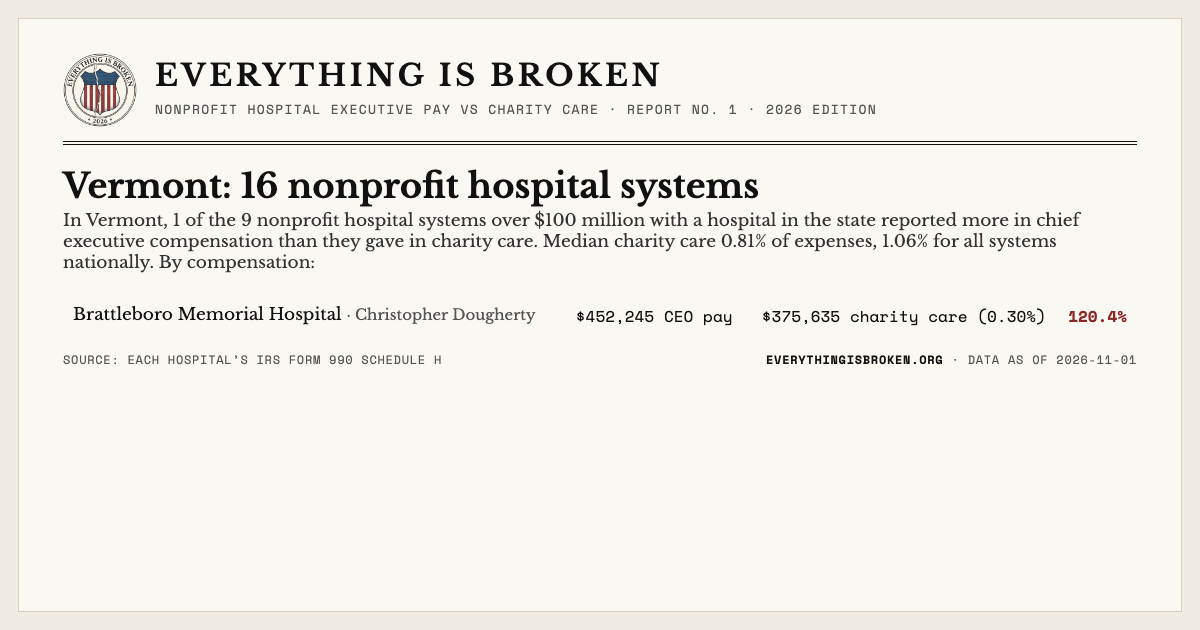 EVERYTHING IS BROKEN
2026
EVERYTHING IS BROKEN
NONPROFIT HOSPITAL EXECUTIVE PAY VS CHARITY CARE · REPORT NO. 1 · 2026 EDITION
Vermont: 16 nonprofit hospital systems
In Vermont, 1 of the 9 nonprofit hospital systems over $100 million with a hospital in the state reported more in chief
executive compensation than they gave in charity care. Median charity care 0.81% of expenses, 1.06% for all systems
nationally. By compensation:
Brattleboro Memorial Hospital · Christopher Dougherty $452,245 CEO pay $375,635 charity care (0.30%) 120.4%
SOURCE: EACH HOSPITAL'S IRS FORM 990 SCHEDULE H EVERYTHINGISBROKEN.ORG · DATA AS OF 2026-11-01